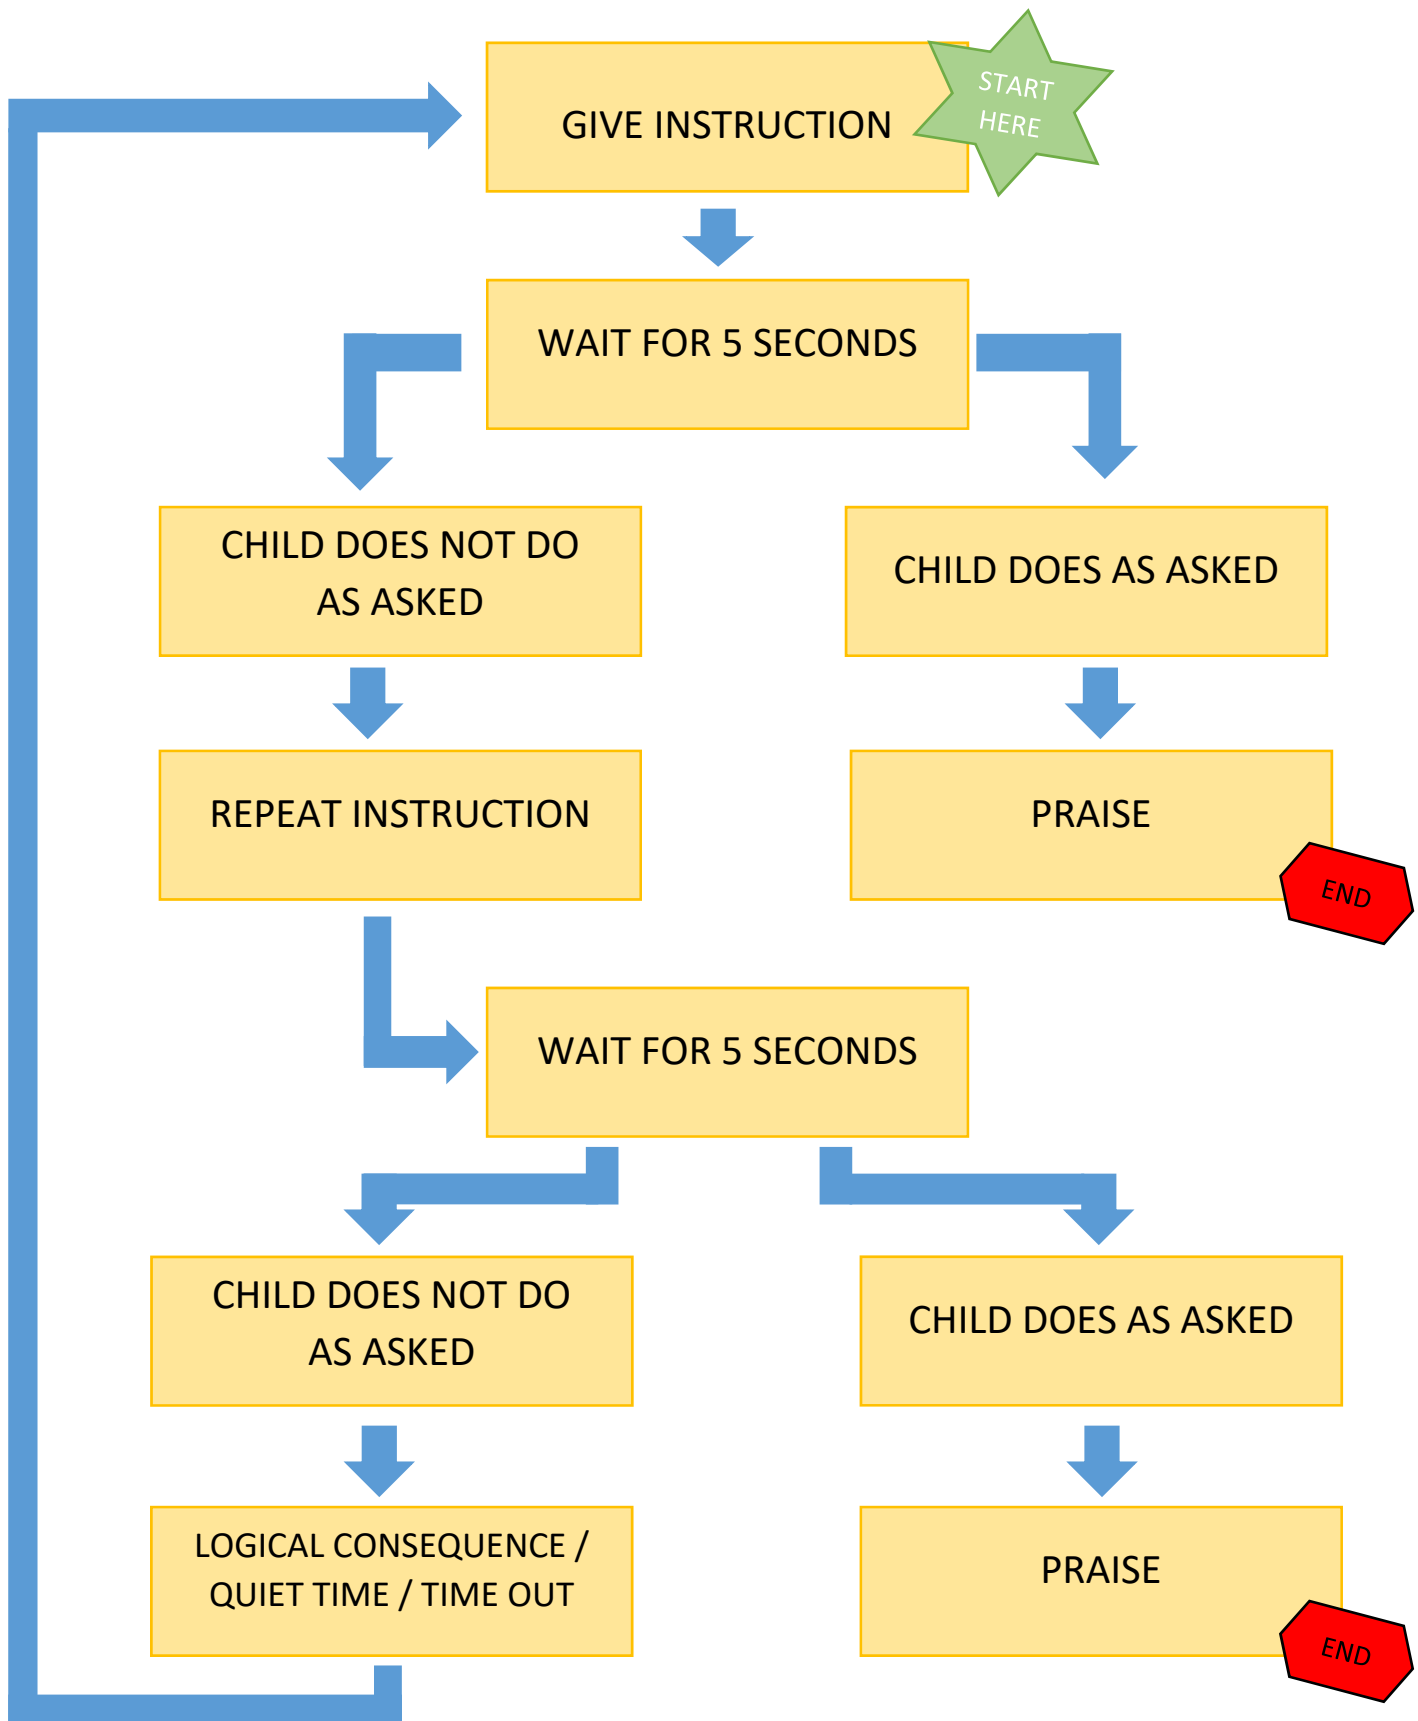 GIVE INSTRUCTION
START
HERE
WAIT FOR 5 SECONDS
CHILD DOES NOT DO
AS ASKED
CHILD DOES AS ASKED
REPEAT INSTRUCTION
PRAISE
END
WAIT FOR 5 SECONDS
CHILD DOES NOT DO
AS ASKED
CHILD DOES AS ASKED
LOGICAL CONSEQUENCE /
QUIET TIME / TIME OUT
PRAISE
END